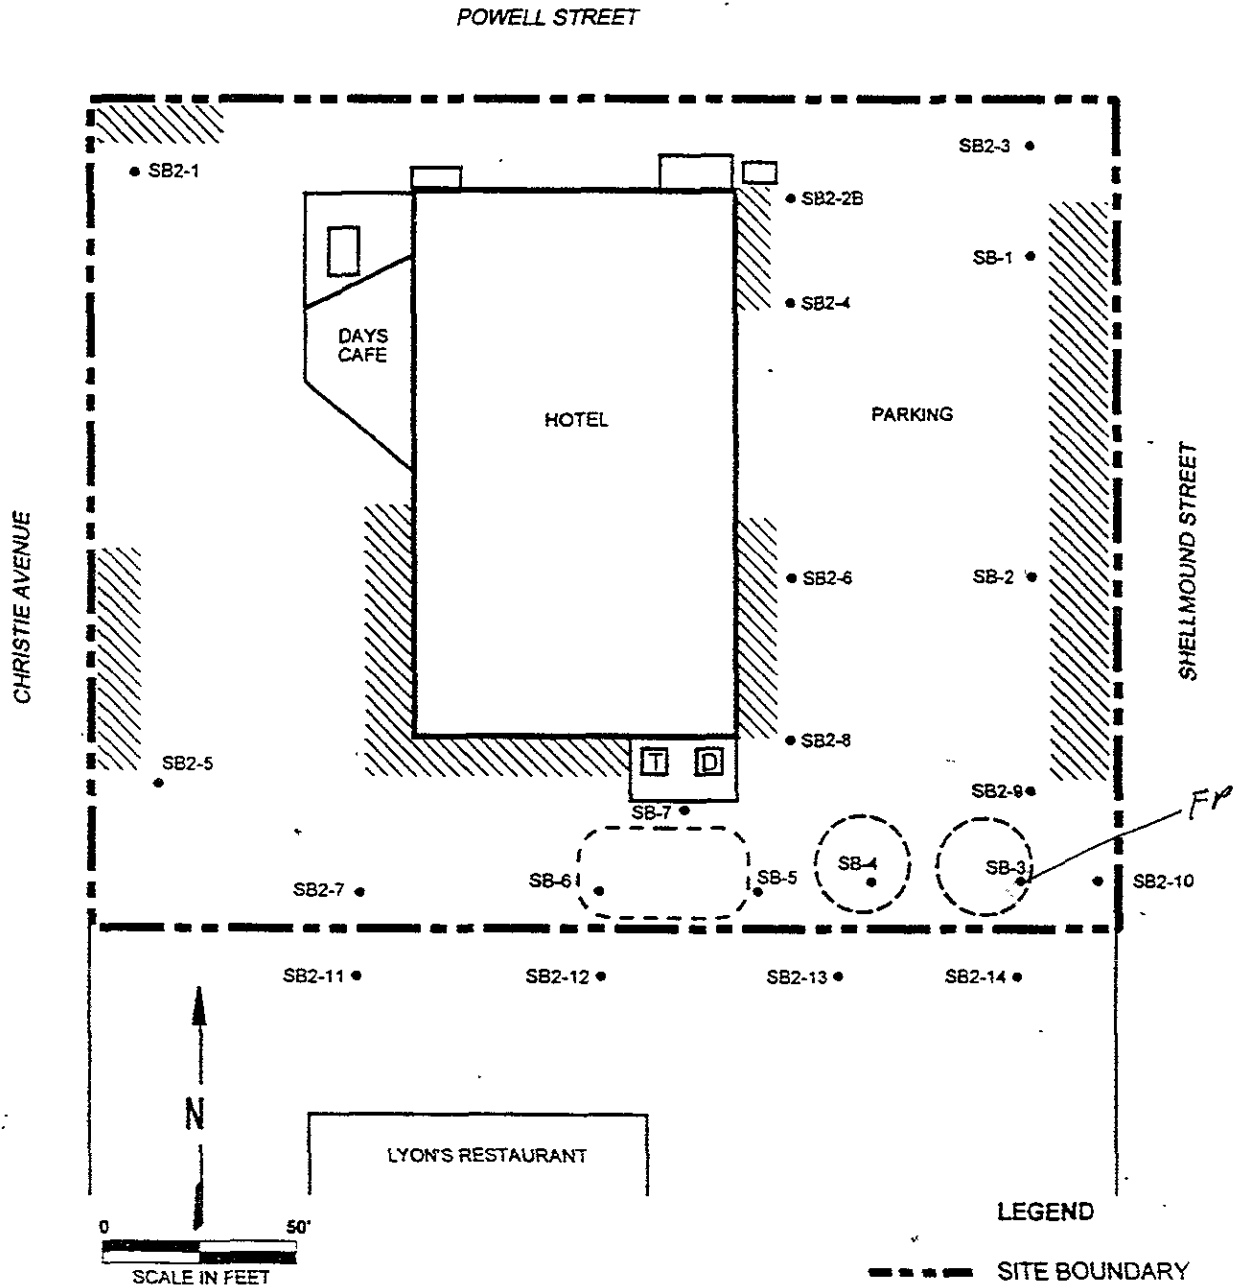 POWELL STREET
SB2-3
SB2-1
SB2-2B
SB-1
SB2-4
DAYS
CAFE
HOTEL
PARKING
CHRISTIE AVENUE
SHELLMOUND STREET
SB2-6
SB-2
SB2-8
T
D
SB2-5
SB2-9
FP
SB-7
SB-4
SB-3
SB2-7
SB-6
SB-5
SB2-10
SB2-11
SB2-12
SB2-13
SB2-14
N
LYON'S RESTAURANT
LEGEND
0 50'
SCALE IN FEET
SITE BOUNDARY